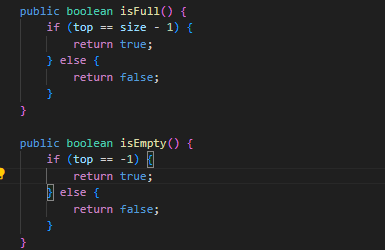 public boolean isFull() {
    if (top == size - 1) {
        return true;
    } else {
        return false;
    }
}
public boolean isEmpty() {
    if (top == -1) {
        return true;
    } else {
        return false;
    }
}